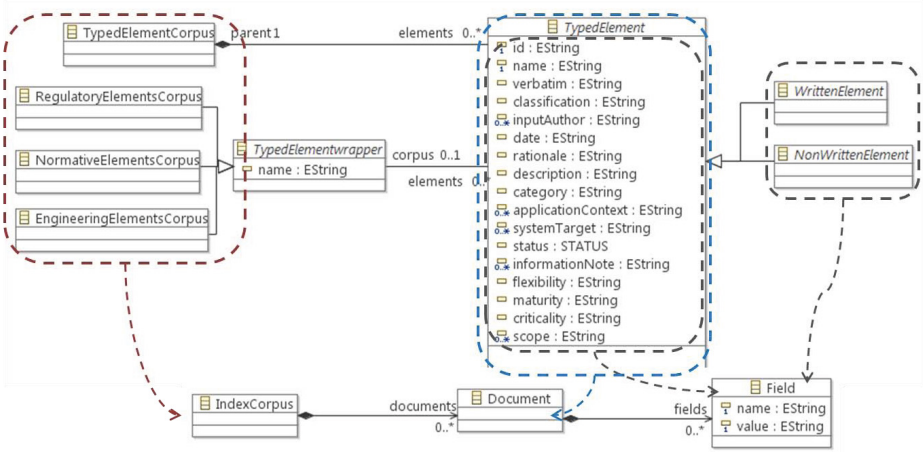 TypedElementCorpus
parent1
elements 0..*
TypedElement
id : EString
name : EString
verbatim : EString
classification : EString
inputAuthor : EString
date : EString
rationale : EString
description : EString
category : EString
applicationContext : EString
systemTarget : EString
status : STATUS
informationNote : EString
flexibility : EString
maturity : EString
criticality : EString
scope : EString
RegulatoryElementsCorpus
NormativeElementsCorpus
EngineeringElementsCorpus
TypedElementwrapper
name : EString
corpus 0..1
elements 0..
WrittenElement
NonWrittenElement
IndexCorpus
documents
0..*
Document
fields
0..*
Field
name : EString
value : EString